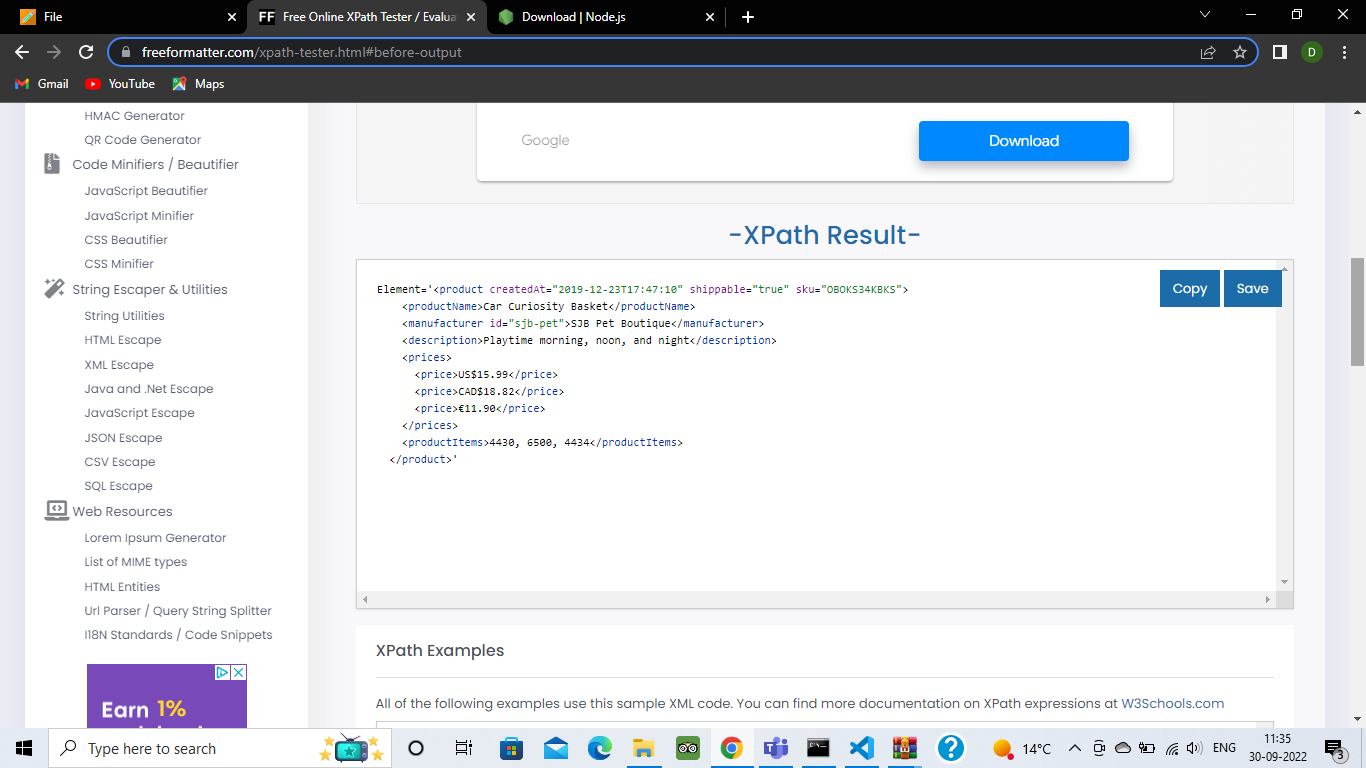 File
FF Free Online XPath Tester / Evalua
Download | Node.js
freeformatter.com/xpath-tester.html#before-output
D
Gmail
YouTube
Maps
HMAC Generator
QR Code Generator
Code Minifiers / Beautifier
JavaScript Beautifier
JavaScript Minifier
CSS Beautifier
CSS Minifier
String Escaper & Utilities
String Utilities
HTML Escape
XML Escape
Java and .Net Escape
JavaScript Escape
JSON Escape
CSV Escape
SQL Escape
Web Resources
Lorem Ipsum Generator
List of MIME types
HTML Entities
Url Parser / Query String Splitter
I18N Standards / Code Snippets
Earn 1%
Google
Download
-XPath Result-
Copy
Save
Element='<product createdAt="2019-12-23T17:47:10" shippable="true" sku="OBOKS34KBKS">
<productName>Car Curiosity Basket</productName>
<manufacturer id="sjb-pet">SJB Pet Boutique</manufacturer>
<description>Playtime morning, noon, and night</description>
<prices>
<price>US$15.99</price>
<price>CAD$18.82</price>
<price>€11.90</price>
</prices>
<productItems>4430, 6500, 4434</productItems>
</product>'
XPath Examples
All of the following examples use this sample XML code. You can find more documentation on XPath expressions at W3Schools.com
Type here to search
14°C
ENG
11:35
30-09-2022
3